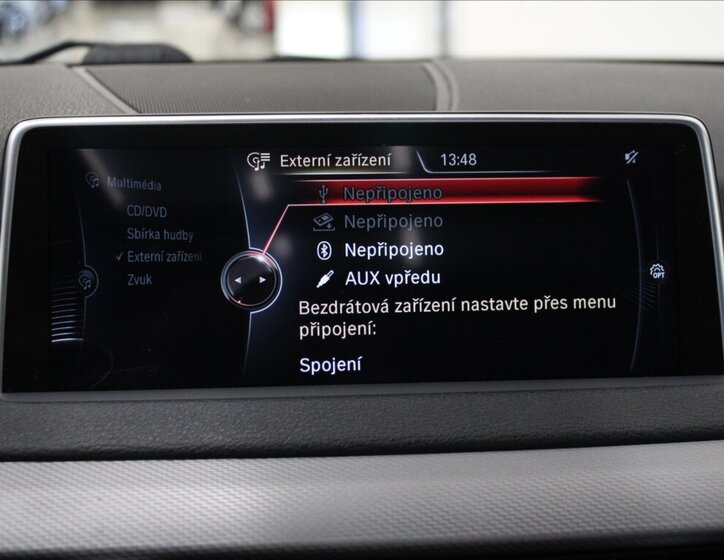 Externí zařízení 13:48
Multimédia
CD/DVD
Sbírka hudby
Externí zařízení
Zvuk
Nepřipojeno
Nepřipojeno
Nepřipojeno
AUX vpředu
Bezdrátová zařízení nastavte přes menu
připojení:
Spojení
OPT